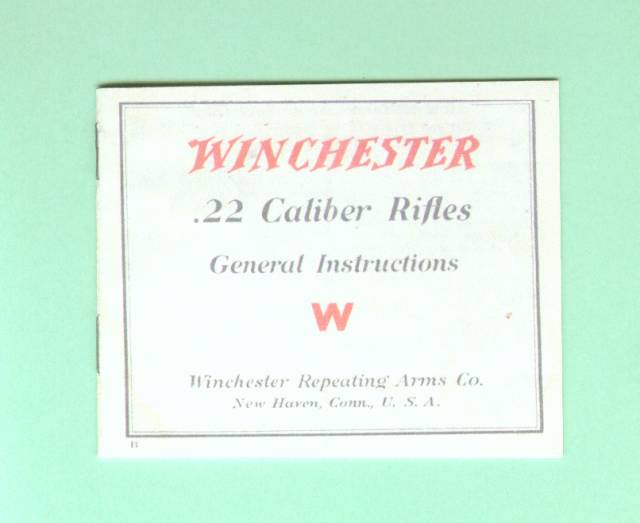 WINCHESTER
.22 Caliber Rifles
General Instructions
W
Winchester Repeating Arms Co.
New Haven, Conn., U. S. A.
B